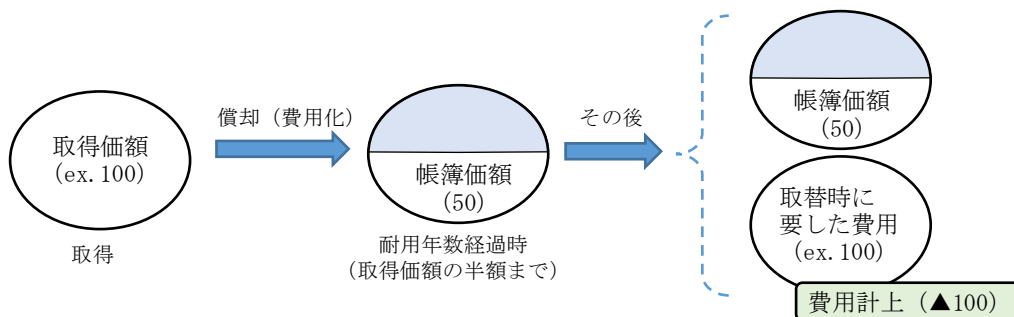 取得価額
(ex.100)
取得
償却（費用化）
帳簿価額
(50)
耐用年数経過時
（取得価額の半額まで）
その後
帳簿価額
(50)
取替時に
要した費用
(ex.100)
費用計上（▲100）